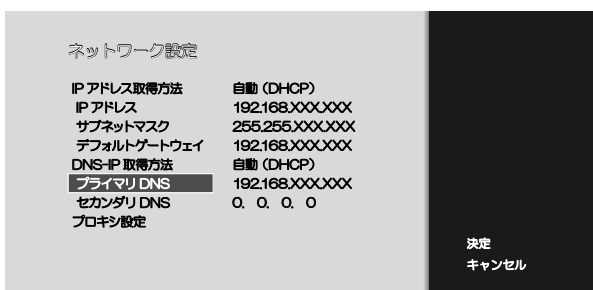 ネットワーク設定
IP アドレス取得方法 自動（DHCP）
IP アドレス 192.168.XXX.XXX
サブネットマスク 255.255.XXX.XXX
デフォルトゲートウェイ 192.168.XXX.XXX
DNS-IP 取得方法 自動（DHCP）
プライマリ DNS 192.168.XXX.XXX
セカンダリ DNS 0. 0. 0. 0
プロキシ設定
決定
キャンセル